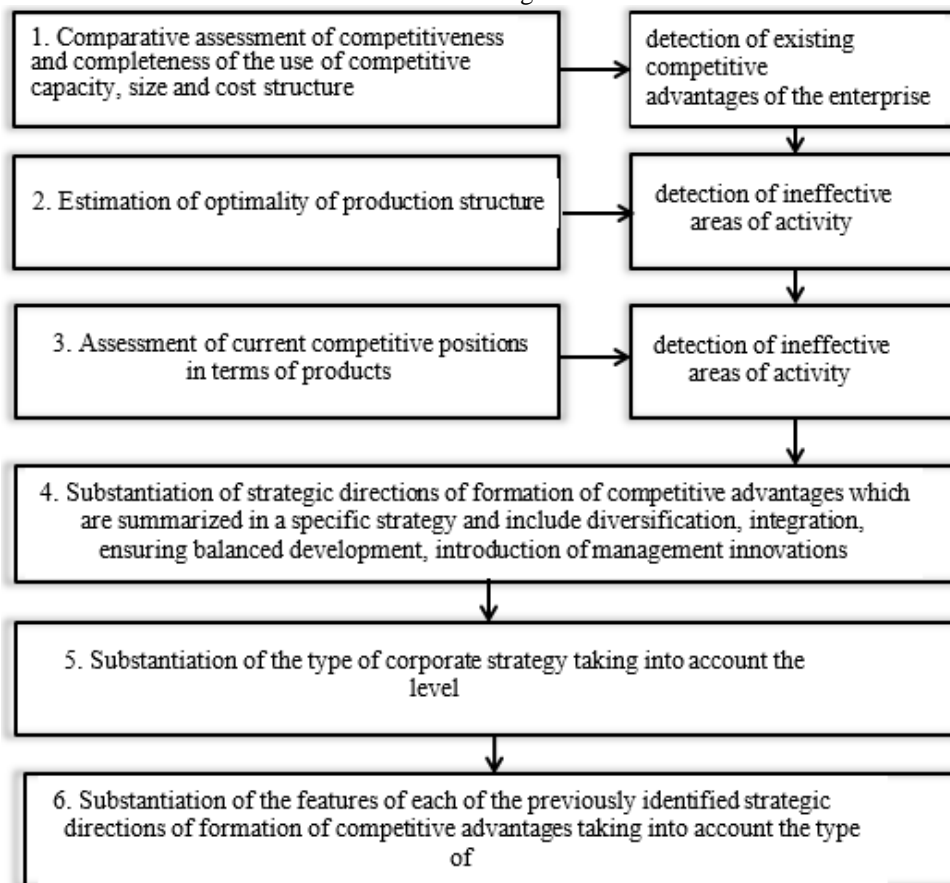 1. Comparative assessment of competitiveness
and completeness of the use of competitive
capacity, size and cost structure
detection of existing
competitive
advantages of the enterprise
2. Estimation of optimality of production structure
detection of ineffective
areas of activity
3. Assessment of current competitive positions
in terms of products
detection of ineffective
areas of activity
4. Substantiation of strategic directions of formation of competitive advantages which
are summarized in a specific strategy and include diversification, integration,
ensuring balanced development, introduction of management innovations
5. Substantiation of the type of corporate strategy taking into account the
level
6. Substantiation of the features of each of the previously identified strategic
directions of formation of competitive advantages taking into account the type
of